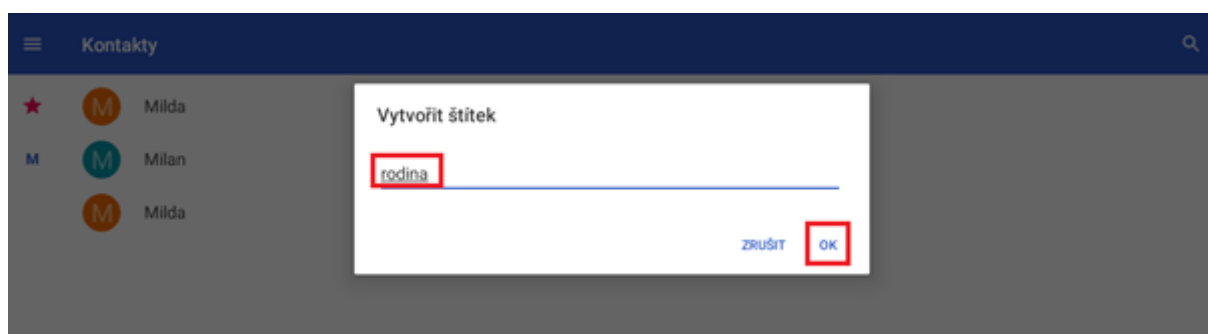 Kontakty
M Milda
Vytvořit štítek
M M Milan
rodina
M Milda
ZRUŠIT OK